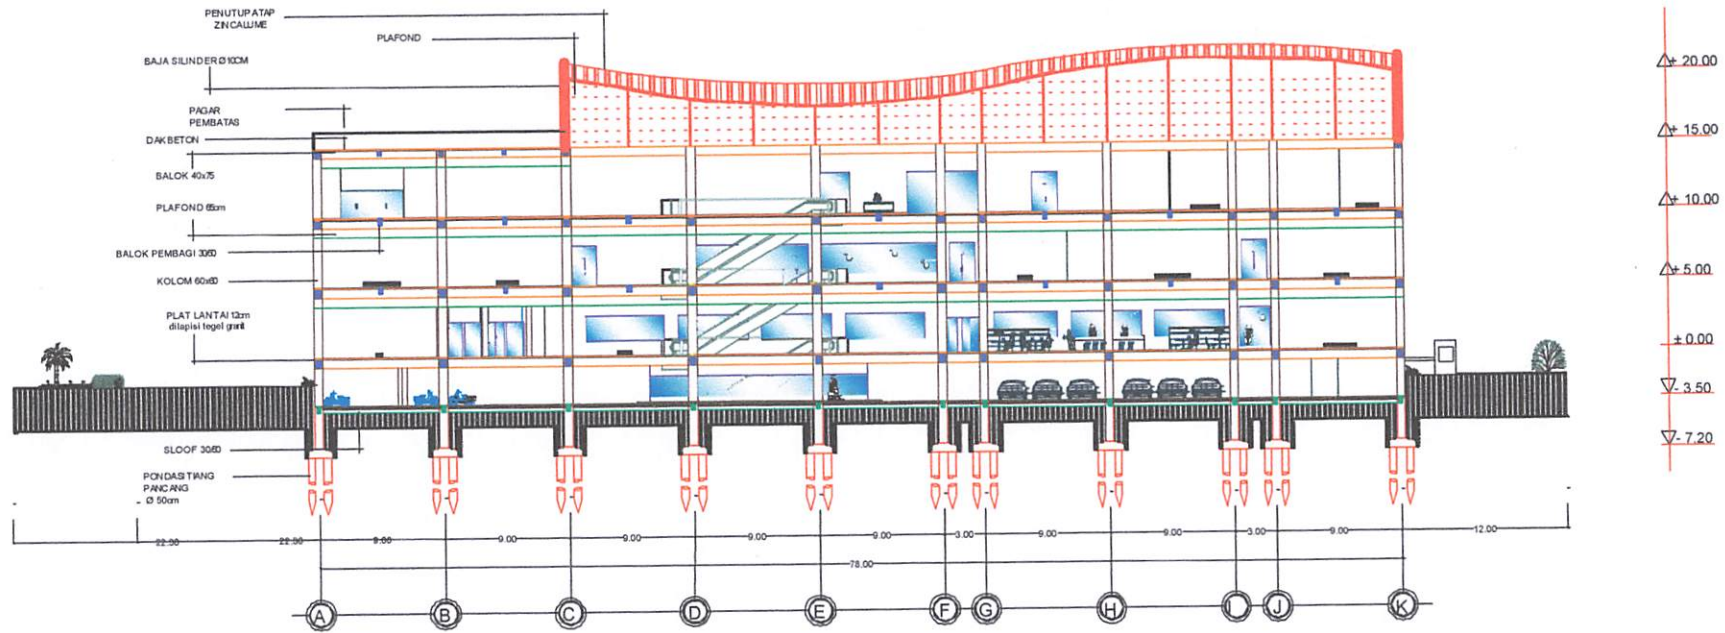 PENUTUP ATAP
ZINCALUME
PLAFOND
BAJA SILINDER Ø 10CM
PAGAR
PEMBATAS
DAK BETON
BALOK 40x75
PLAFOND 65cm
BALOK PEMBAGI 30/60
KOLOM 60x60
PLAT LANTAI 12cm
dilapisi tegel granit
SLOOF 30/60
PONDASI TIANG
PANCANG
Ø 50cm
+ 20.00
+ 15.00
+ 10.00
+ 5.00
± 0.00
- 3.50
- 7.20
22.50 9.00 9.00 9.00 9.00 9.00 3.00 9.00 9.00 3.00 9.00 12.00
78.00
A B C D E F G H I J K